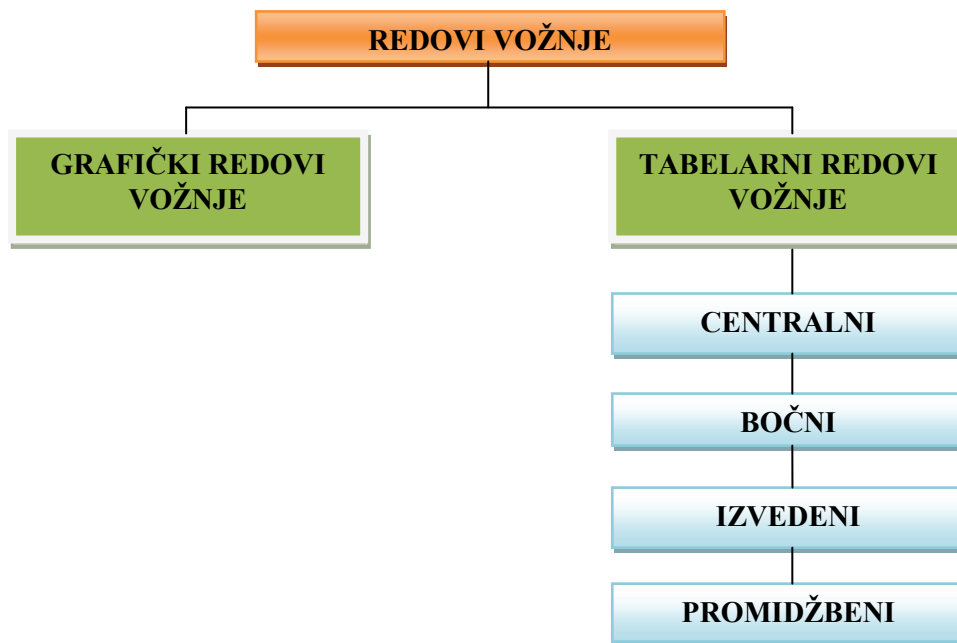 REDOVI VOŽNJE
GRAFIČKI REDOVI
VOŽNJE
TABELARNI REDOVI
VOŽNJE
CENTRALNI
BOČNI
IZVEDENI
PROMIDŽBENI